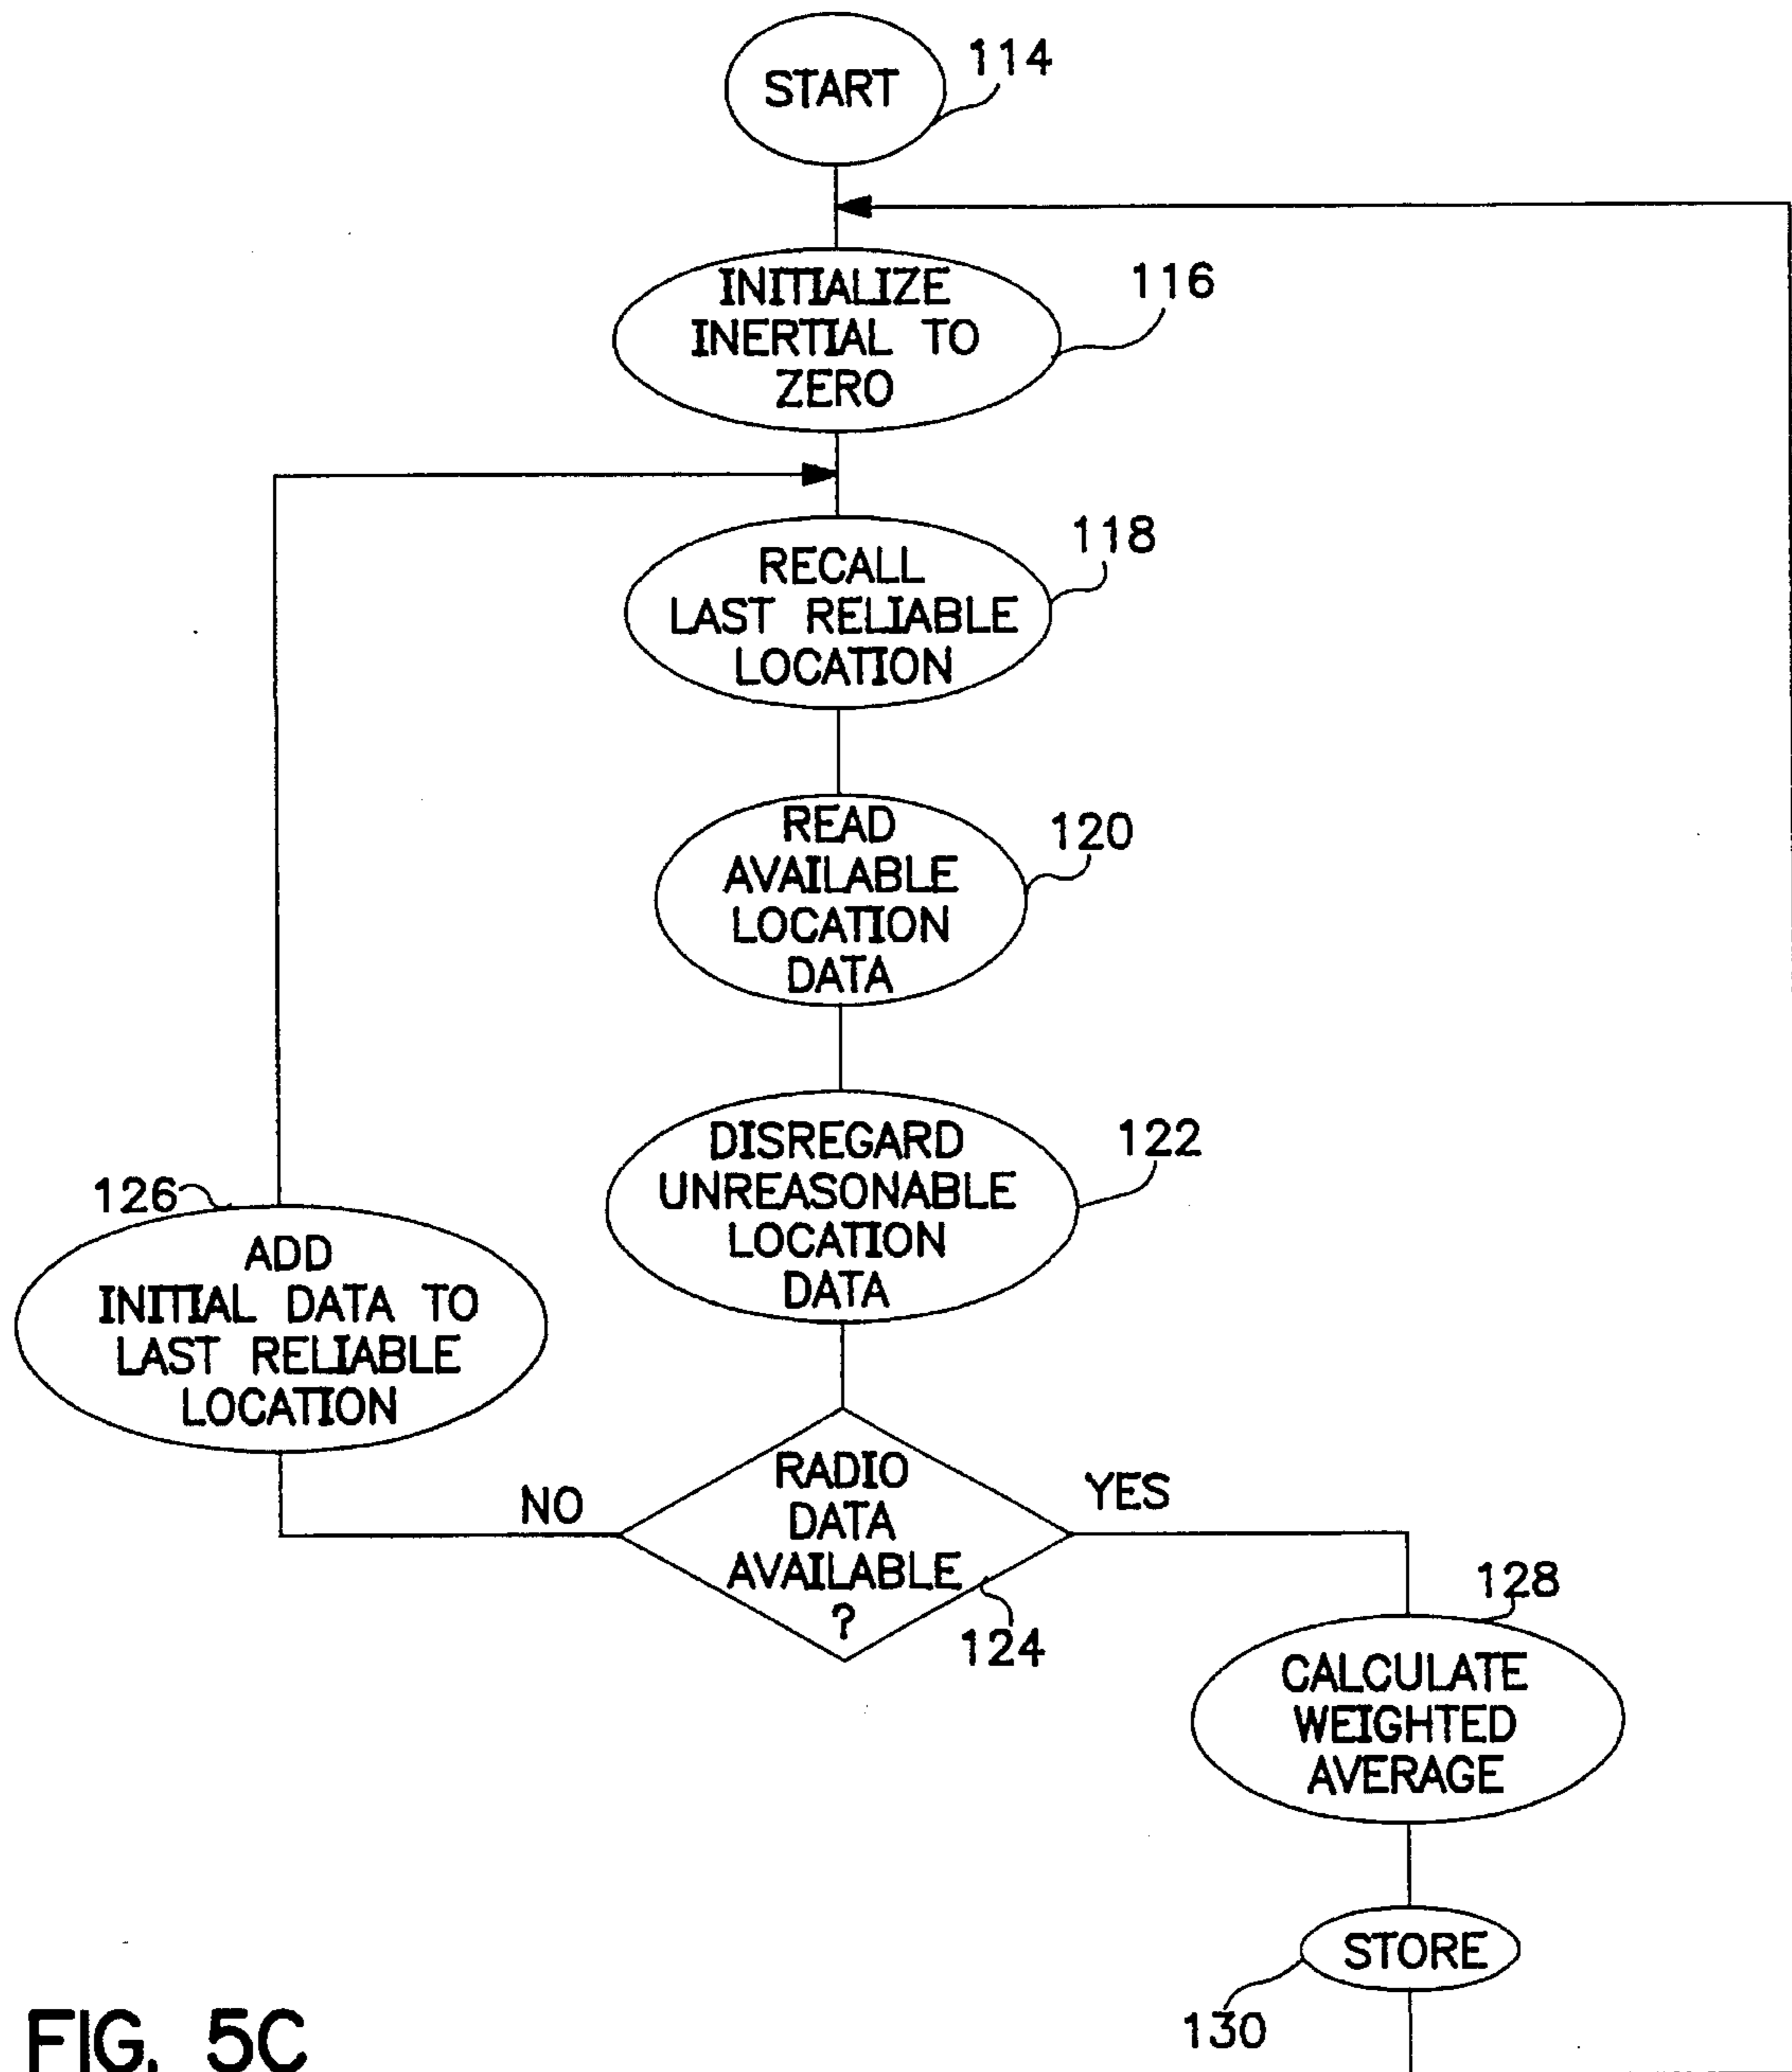 START
114
INITIALIZE
INERTIAL TO
ZERO
116
RECALL
LAST RELIABLE
LOCATION
118
READ
AVAILABLE
LOCATION
DATA
120
DISREGARD
UNREASONABLE
LOCATION
DATA
122
126
ADD
INITIAL DATA TO
LAST RELIABLE
LOCATION
NO
RADIO
DATA
AVAILABLE
?
124
YES
128
CALCULATE
WEIGHTED
AVERAGE
STORE
130
FIG. 5C